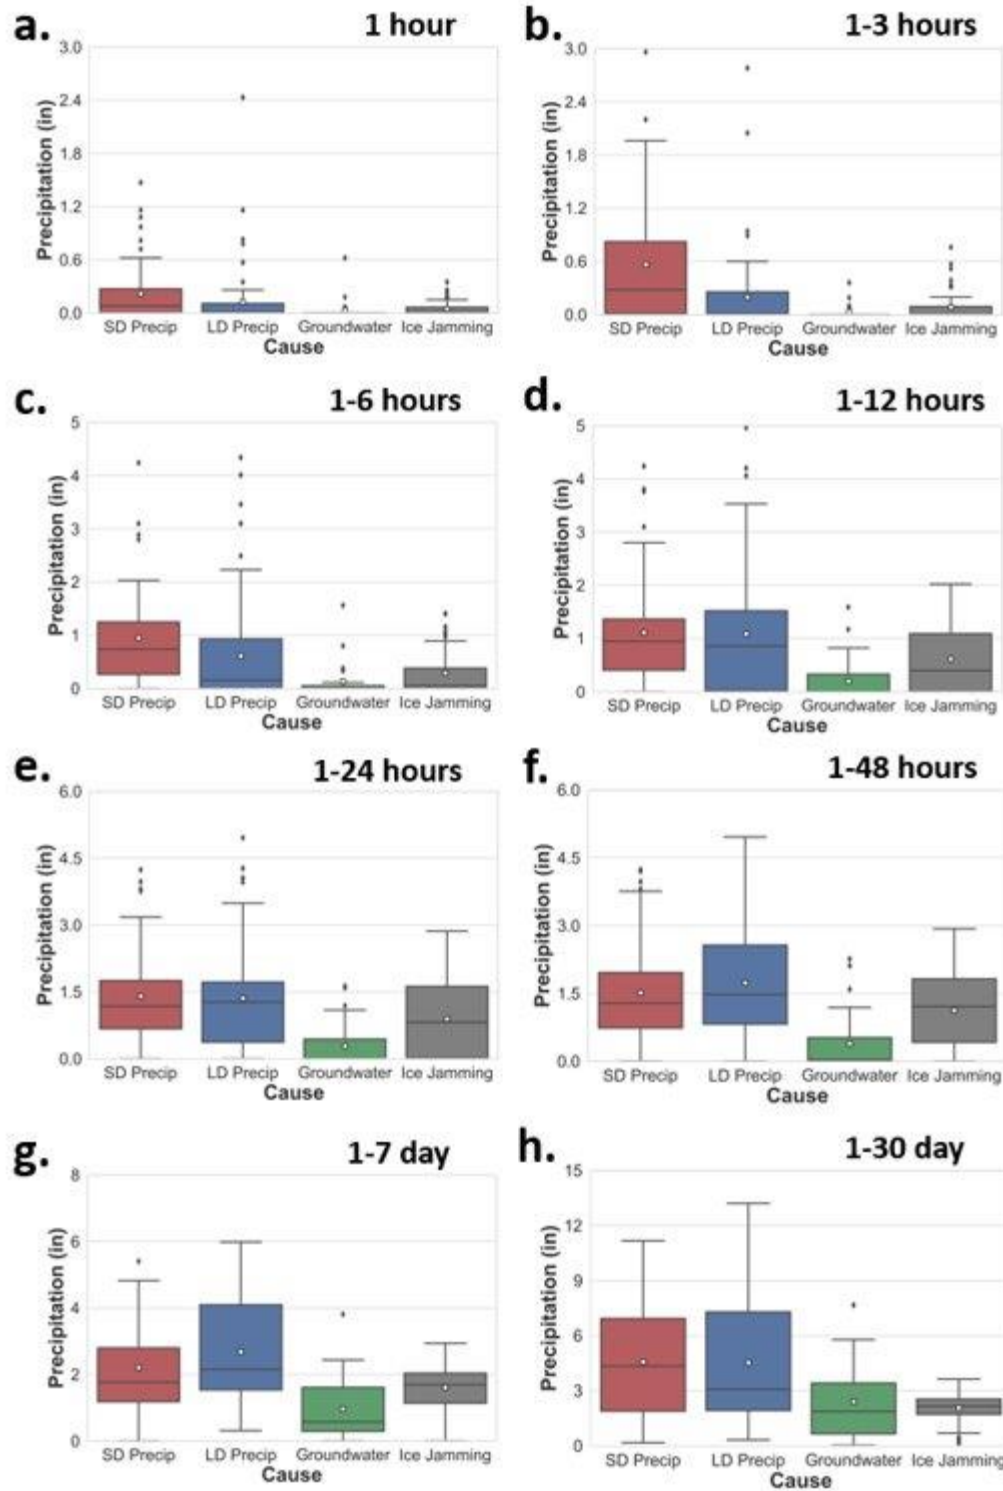 a.
1 hour
Precipitation (in)
3.0
2.4
1.8
1.2
0.6
0.0
SD Precip LD Precip Groundwater Ice Jamming
Cause
b.
1-3 hours
Precipitation (in)
3.0
2.4
1.8
1.2
0.6
0.0
SD Precip LD Precip Groundwater Ice Jamming
Cause
c.
1-6 hours
Precipitation (in)
5
4
3
2
1
0
SD Precip LD Precip Groundwater Ice Jamming
Cause
d.
1-12 hours
Precipitation (in)
5
4
3
2
1
0
SD Precip LD Precip Groundwater Ice Jamming
Cause
e.
1-24 hours
Precipitation (in)
6.0
4.5
3.0
1.5
0.0
SD Precip LD Precip Groundwater Ice Jamming
Cause
f.
1-48 hours
Precipitation (in)
6.0
4.5
3.0
1.5
0.0
SD Precip LD Precip Groundwater Ice Jamming
Cause
g.
1-7 day
Precipitation (in)
8
6
4
2
0
SD Precip LD Precip Groundwater Ice Jamming
Cause
h.
1-30 day
Precipitation (in)
15
12
9
6
3
0
SD Precip LD Precip Groundwater Ice Jamming
Cause